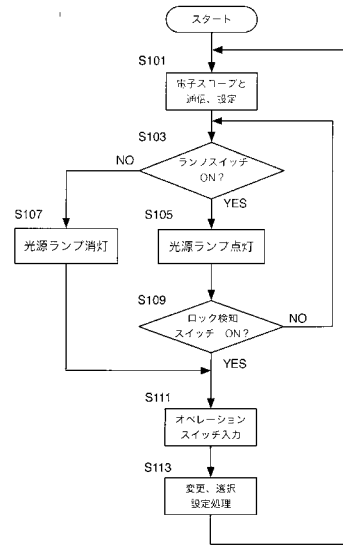 スタート
S101
電子スコープと
通信、設定
S103
ランプスイッチ
ON？
NO
YES
S107
光源ランプ消灯
S105
光源ランプ点灯
S109
ロック検知
スイッチ ON？
NO
YES
S111
オペレーション
スイッチ入力
S113
変更、選択
設定処理